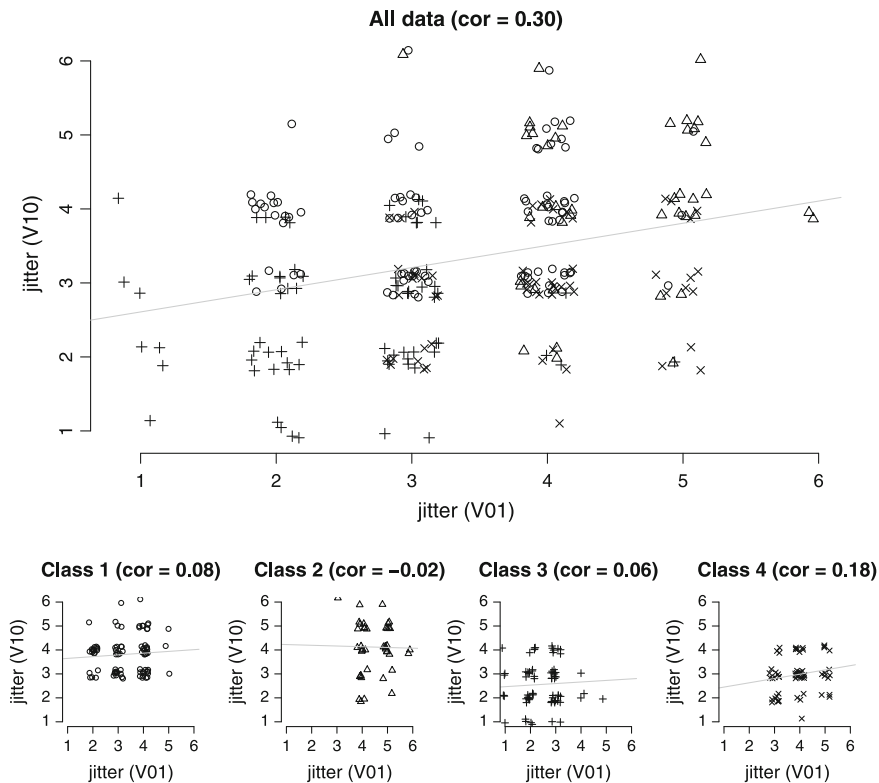 All data (cor = 0.30)
6
5
4
3
2
1
jitter (V10)
1 2 3 4 5 6
jitter (V01)
Class 1 (cor = 0.08)
6
5
4
3
2
1
jitter (V10)
1 2 3 4 5 6
jitter (V01)
Class 2 (cor = −0.02)
6
5
4
3
2
1
jitter (V10)
1 2 3 4 5 6
jitter (V01)
Class 3 (cor = 0.06)
6
5
4
3
2
1
jitter (V10)
1 2 3 4 5 6
jitter (V01)
Class 4 (cor = 0.18)
6
5
4
3
2
1
jitter (V10)
1 2 3 4 5 6
jitter (V01)